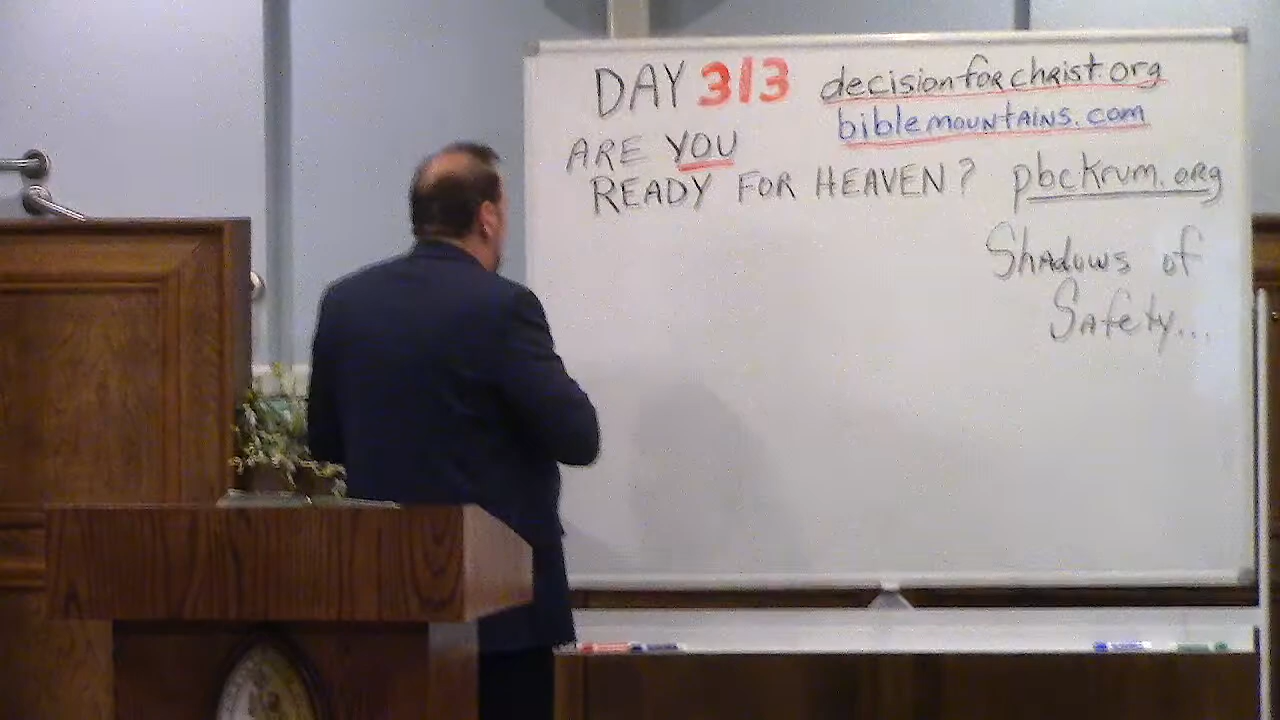 DAY 313 decisionforchrist.org
biblemountains.com
ARE YOU
READY FOR HEAVEN? pbckrum.org
Shadows of
Safety...